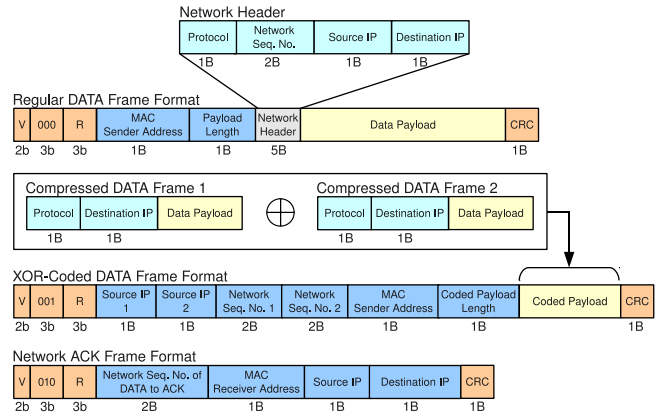 Network Header
Protocol Network Seq. No. Source IP Destination IP
1B 2B 1B 1B
Regular DATA Frame Format
V 000 R MAC Sender Address Payload Length Network Header Data Payload CRC
2b 3b 3b 1B 1B 5B 1B
Compressed DATA Frame 1
Protocol Destination IP Data Payload
1B 1B
Compressed DATA Frame 2
Protocol Destination IP Data Payload
1B 1B
XOR-Coded DATA Frame Format
V 001 R Source IP 1 Source IP 2 Network Seq. No. 1 Network Seq. No. 2 MAC Sender Address Coded Payload Length Coded Payload CRC
2b 3b 3b 1B 1B 2B 2B 1B 1B 1B
Network ACK Frame Format
V 010 R Network Seq. No. of DATA to ACK MAC Receiver Address Source IP Destination IP CRC
2b 3b 3b 2B 1B 1B 1B 1B